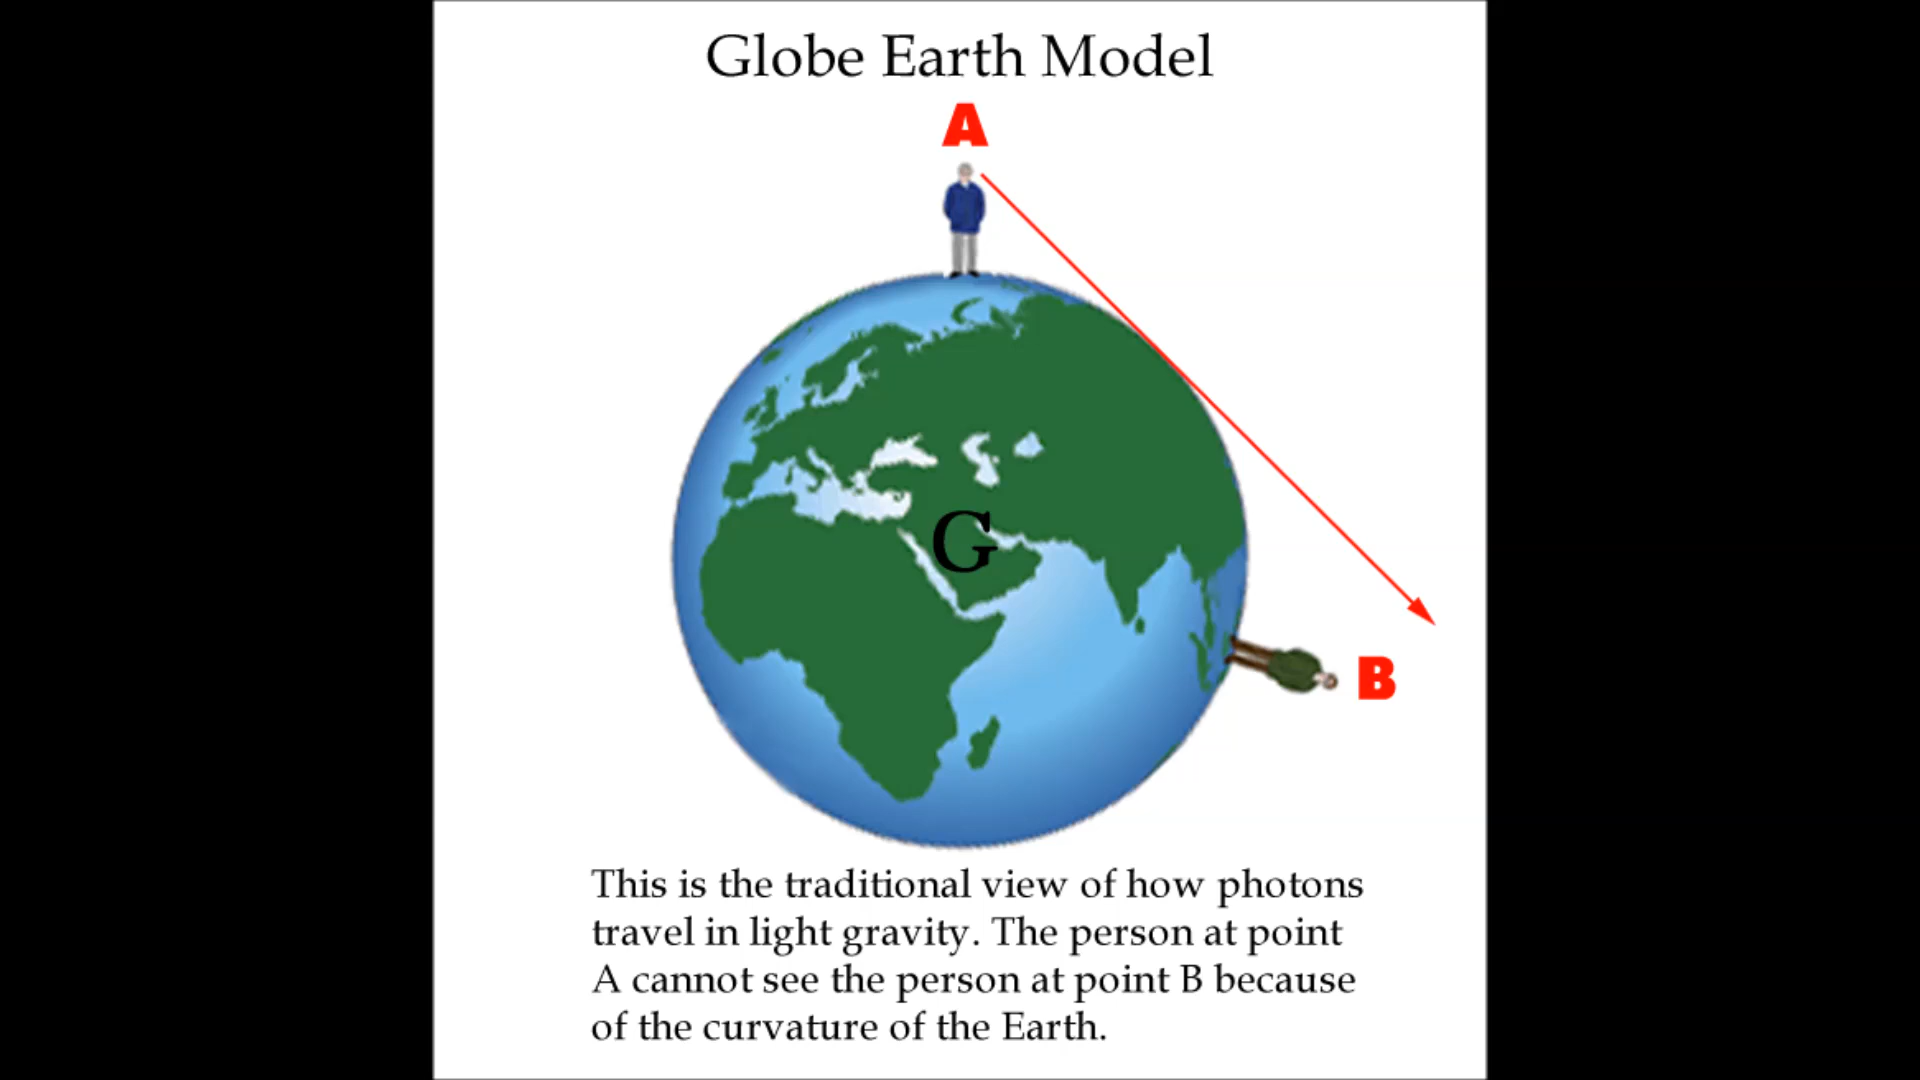 Globe Earth Model
A
G
B
This is the traditional view of how photons
travel in light gravity. The person at point
A cannot see the person at point B because
of the curvature of the Earth.